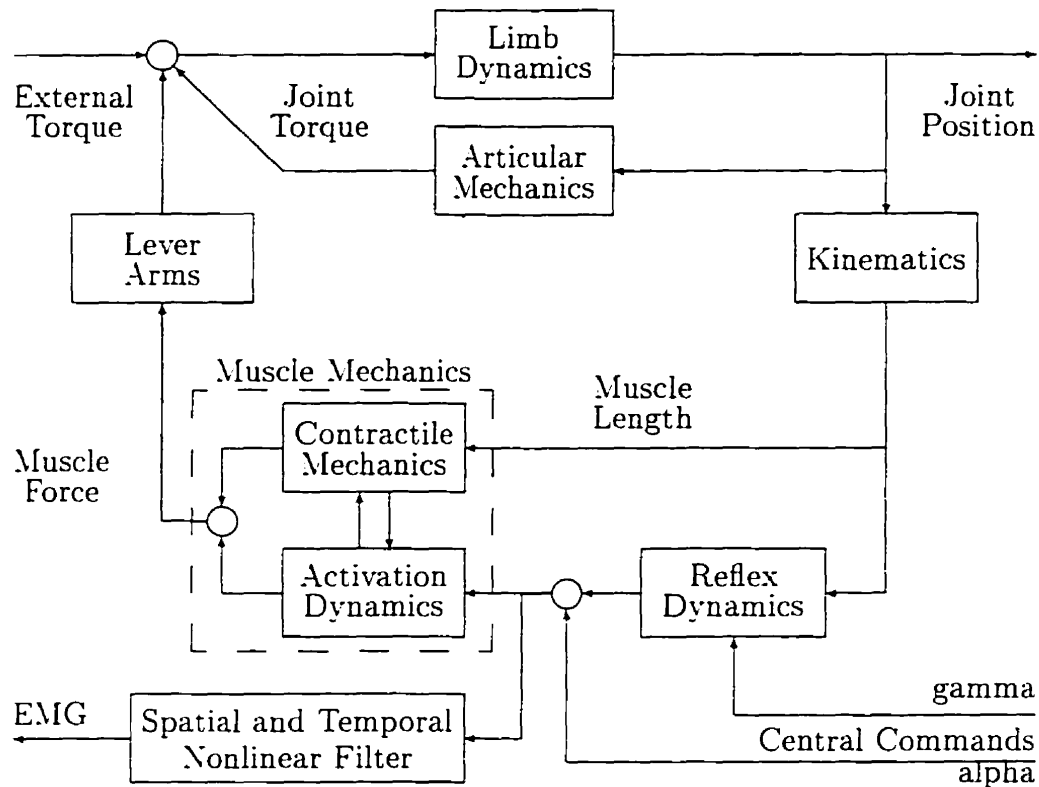 Limb
Dynamics
External
Torque
Joint
Torque
Joint
Position
Articular
Mechanics
Lever
Arms
Kinematics
Muscle Mechanics
Muscle
Length
Contractile
Mechanics
Muscle
Force
Activation
Dynamics
Reflex
Dynamics
gamma
EMG
Spatial and Temporal
Nonlinear Filter
Central Commands
alpha